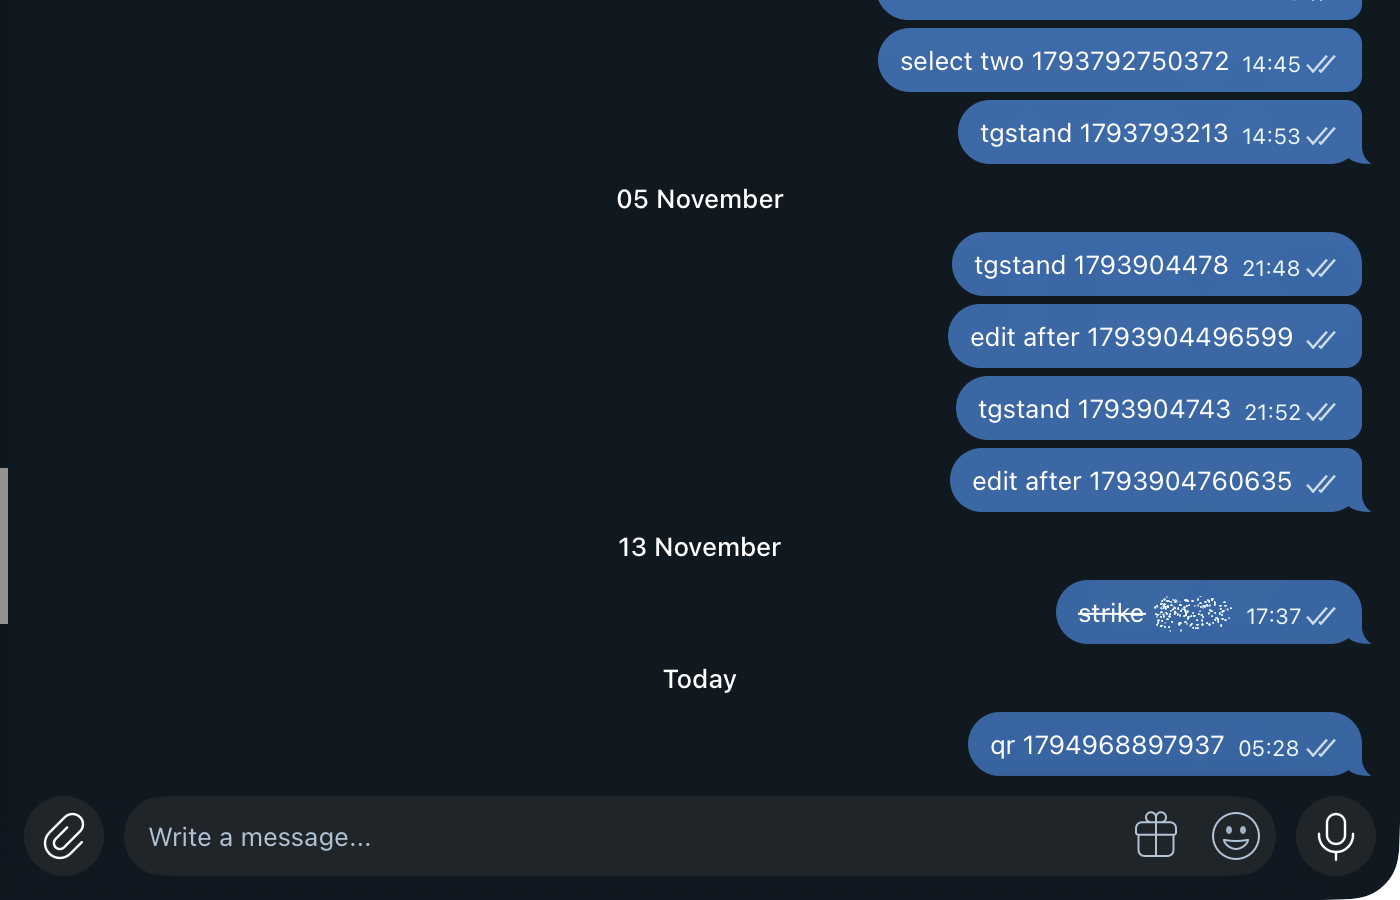 select two 1793792750372 14:45
tgstand 1793793213 14:53
05 November
tgstand 1793904478 21:48
edit after 1793904496599
tgstand 1793904743 21:52
edit after 1793904760635
13 November
strike 17:37
Today
qr 1794968897937 05:28
Write a message...